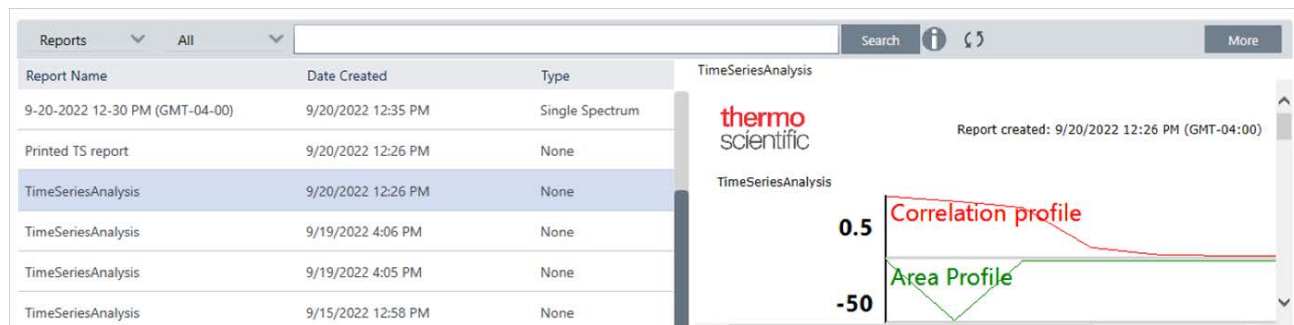 Reports All Search More
Report Name Date Created Type
9-20-2022 12-30 PM (GMT-04-00) 9/20/2022 12:35 PM Single Spectrum
Printed TS report 9/20/2022 12:26 PM None
TimeSeriesAnalysis 9/20/2022 12:26 PM None
TimeSeriesAnalysis 9/19/2022 4:06 PM None
TimeSeriesAnalysis 9/19/2022 4:05 PM None
TimeSeriesAnalysis 9/15/2022 12:58 PM None
TimeSeriesAnalysis
thermo
scientific
Report created: 9/20/2022 12:26 PM (GMT-04:00)
TimeSeriesAnalysis
Correlation profile
0.5
Area Profile
-50